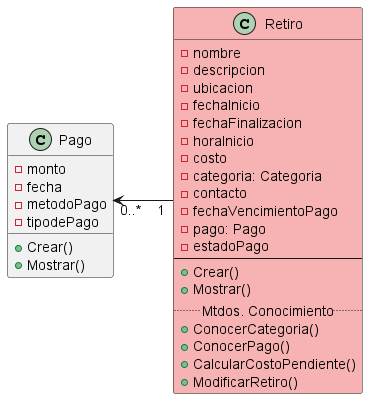 C Pago
monto
fecha
metodoPago
tipodePago
Crear()
Mostrar()
0..* 1
C Retiro
nombre
descripcion
ubicacion
fechaInicio
fechaFinalizacion
horaInicio
costo
categoria: Categoria
contacto
fechaVencimientoPago
pago: Pago
estadoPago
Crear()
Mostrar()
Mtdos. Conocimiento
ConocerCategoria()
ConocerPago()
CalcularCostoPendiente()
ModificarRetiro()